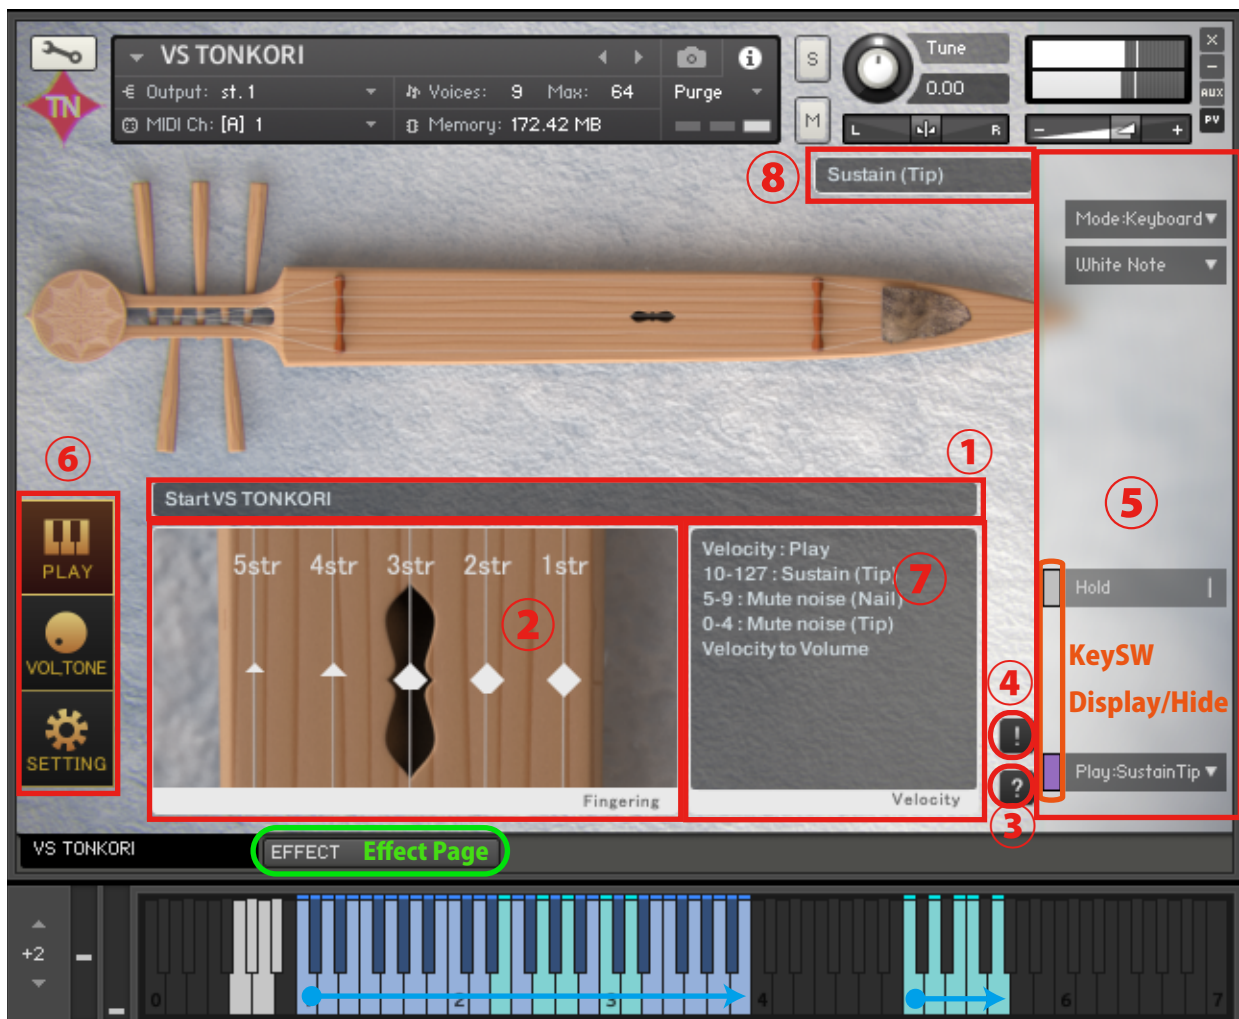 VS TONKORI
Output: st.1
Voices: 9 Max: 64
Purge
MIDI Ch: [A] 1
Memory: 172.42 MB
S
M
Tune
0.00
L
R
-
+
X
-
AUX
PV
TN
⑧
Sustain (Tip)
Mode:Keyboard▼
White Note ▼
①
⑥
⑤
Start VS TONKORI
PLAY
VOL,TONE
SETTING
5str 4str 3str 2str 1str
②
Fingering
Velocity : Play
10-127 : Sustain (Tip)
5-9 : Mute noise (Nail)
0-4 : Mute noise (Tip)
Velocity to Volume
⑦
Velocity
④
!
?
③
Hold |
KeySW
Display/Hide
Play:SustainTip ▼
VS TONKORI
EFFECT Effect Page
+2
0 2 3 4 6 7